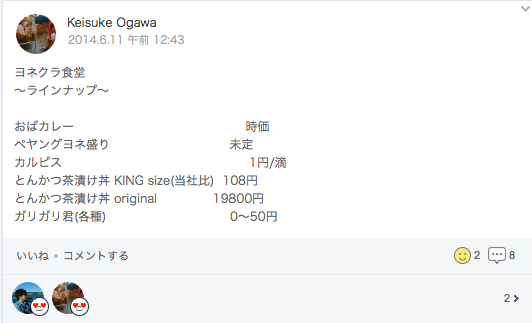 Keisuke Ogawa
2014.6.11 午前 12:43
ヨネクラ食堂
〜ラインナップ〜
おばカレー 時価
ペヤングヨネ盛り 未定
カルピス 1円/滴
とんかつ茶漬け丼 KING size(当社比) 108円
とんかつ茶漬け丼 original 19800円
ガリガリ君(各種) 0〜50円
いいね • コメントする 2 8
2